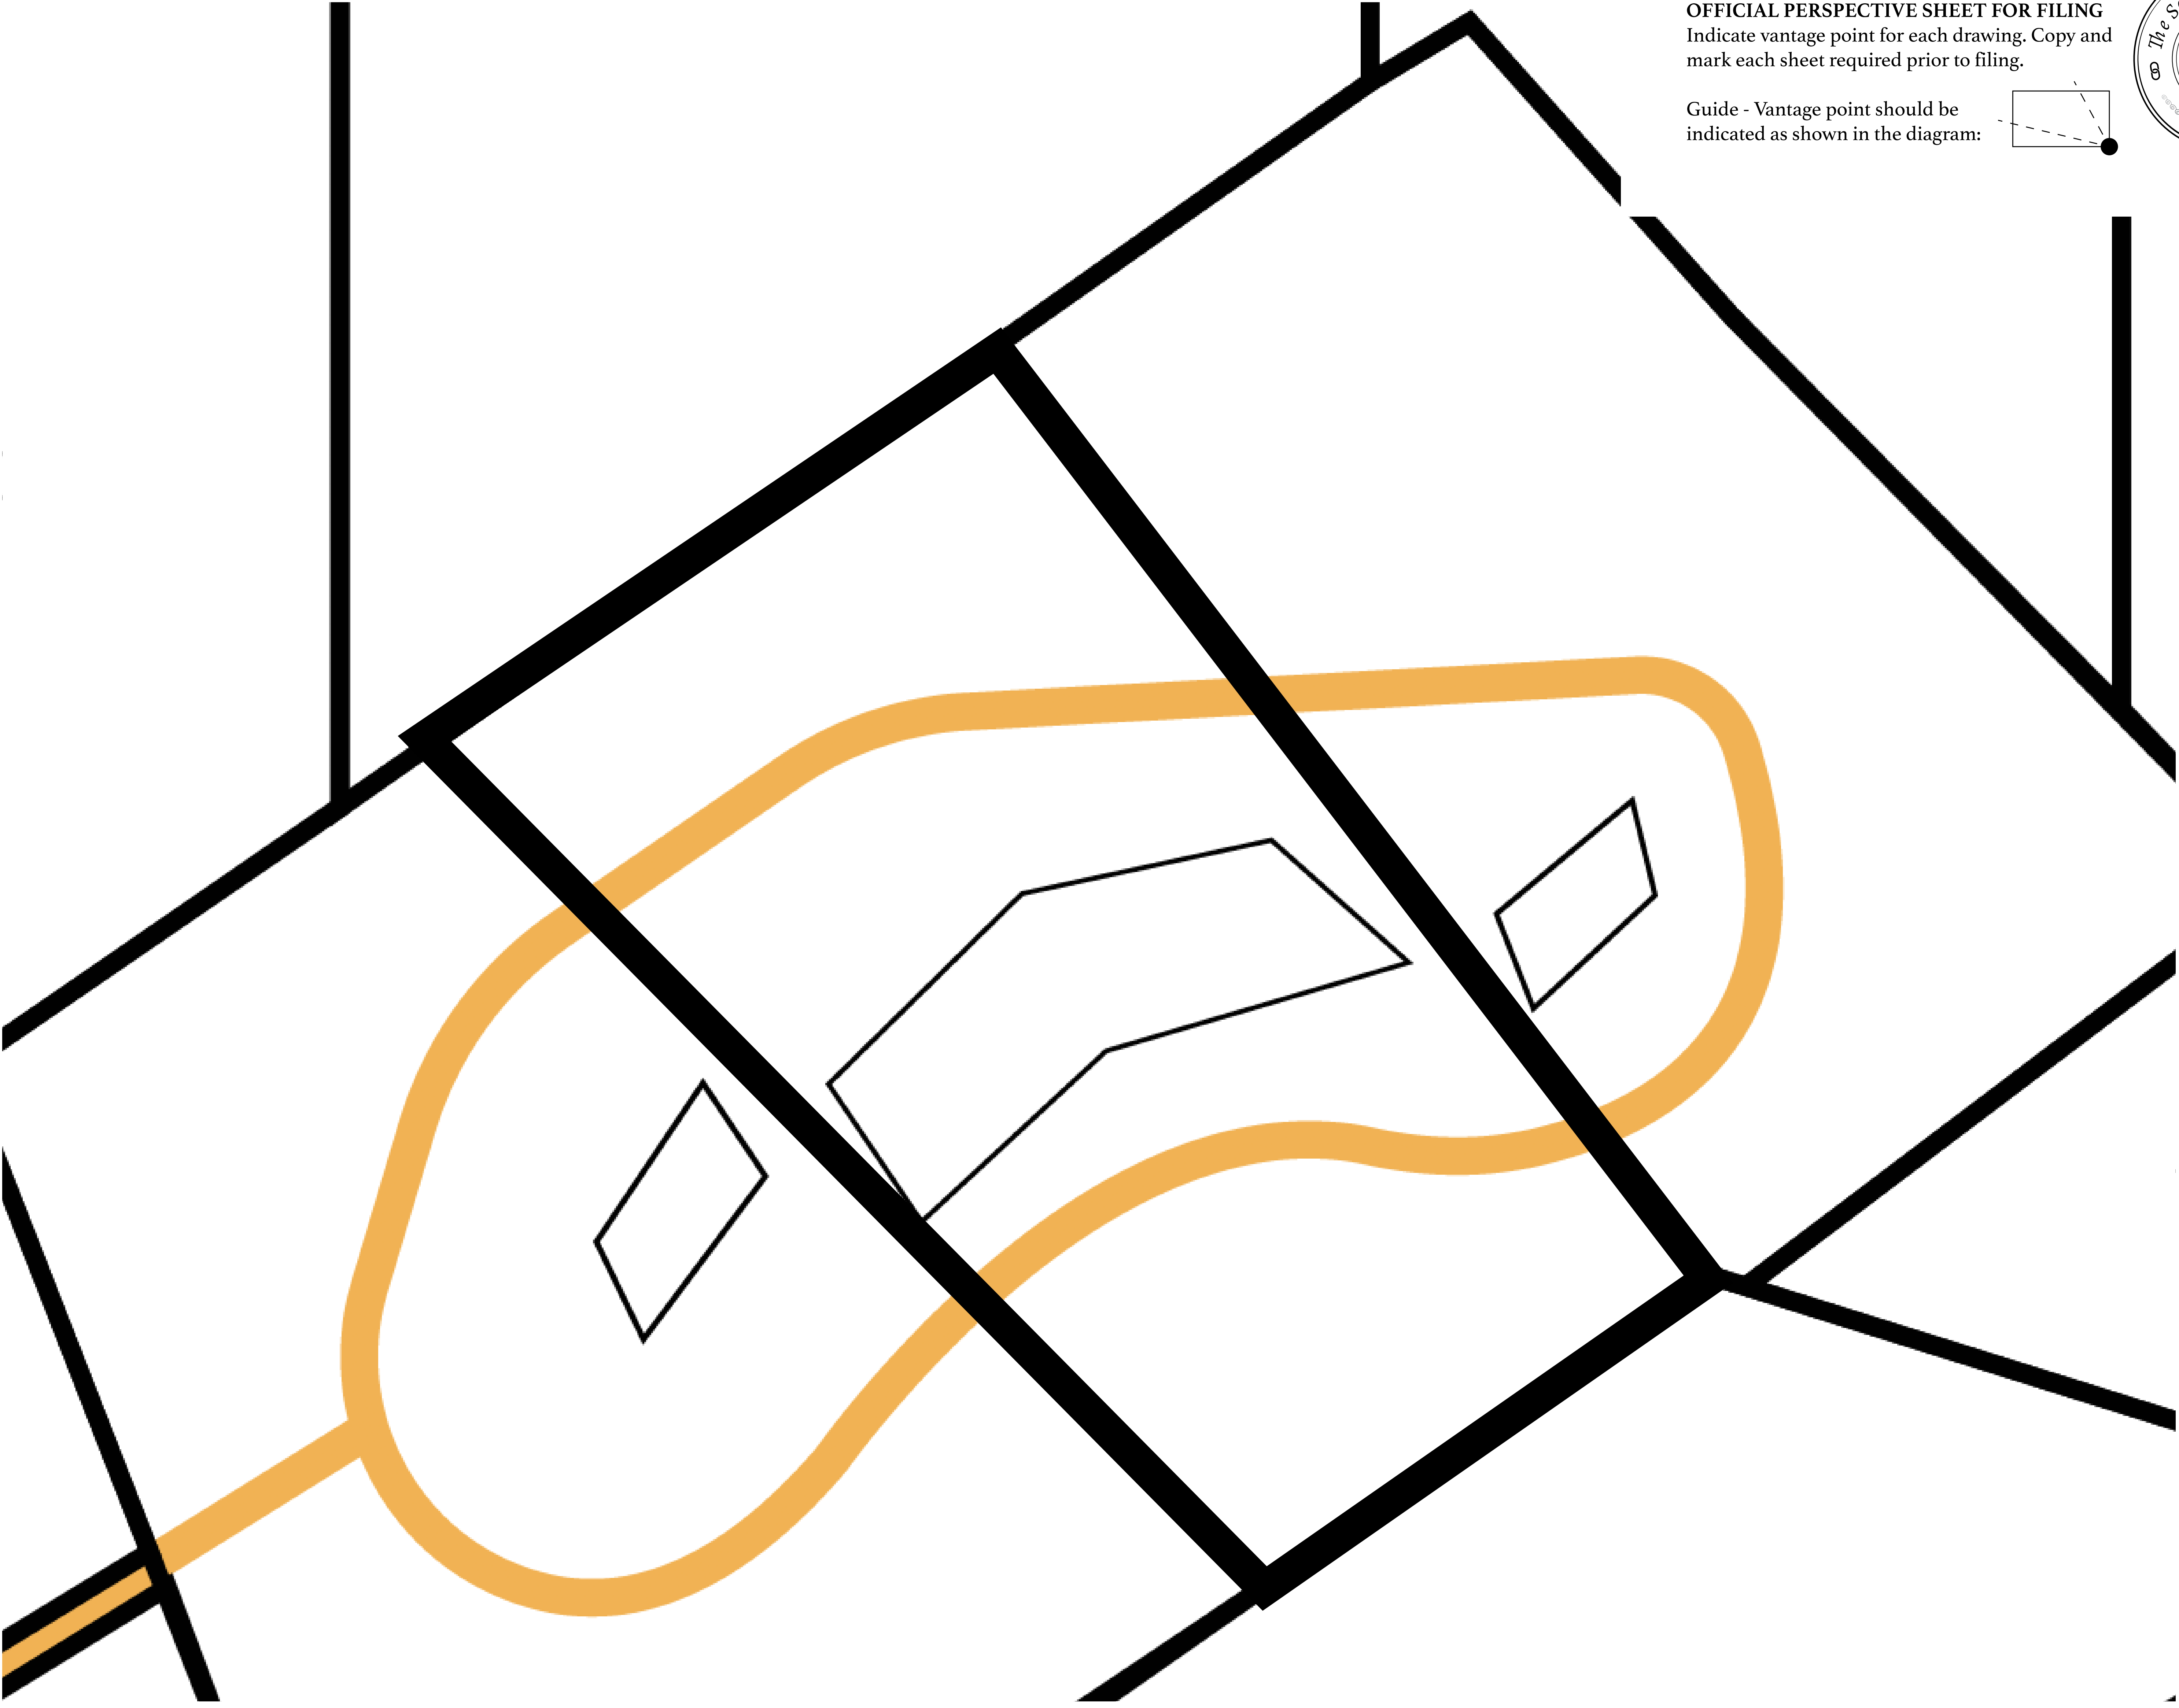 OFFICIAL PERSPECTIVE SHEET FOR FILING
Indicate vantage point for each drawing. Copy and
mark each sheet required prior to filing.
Guide - Vantage point should be
indicated as shown in the diagram:
The